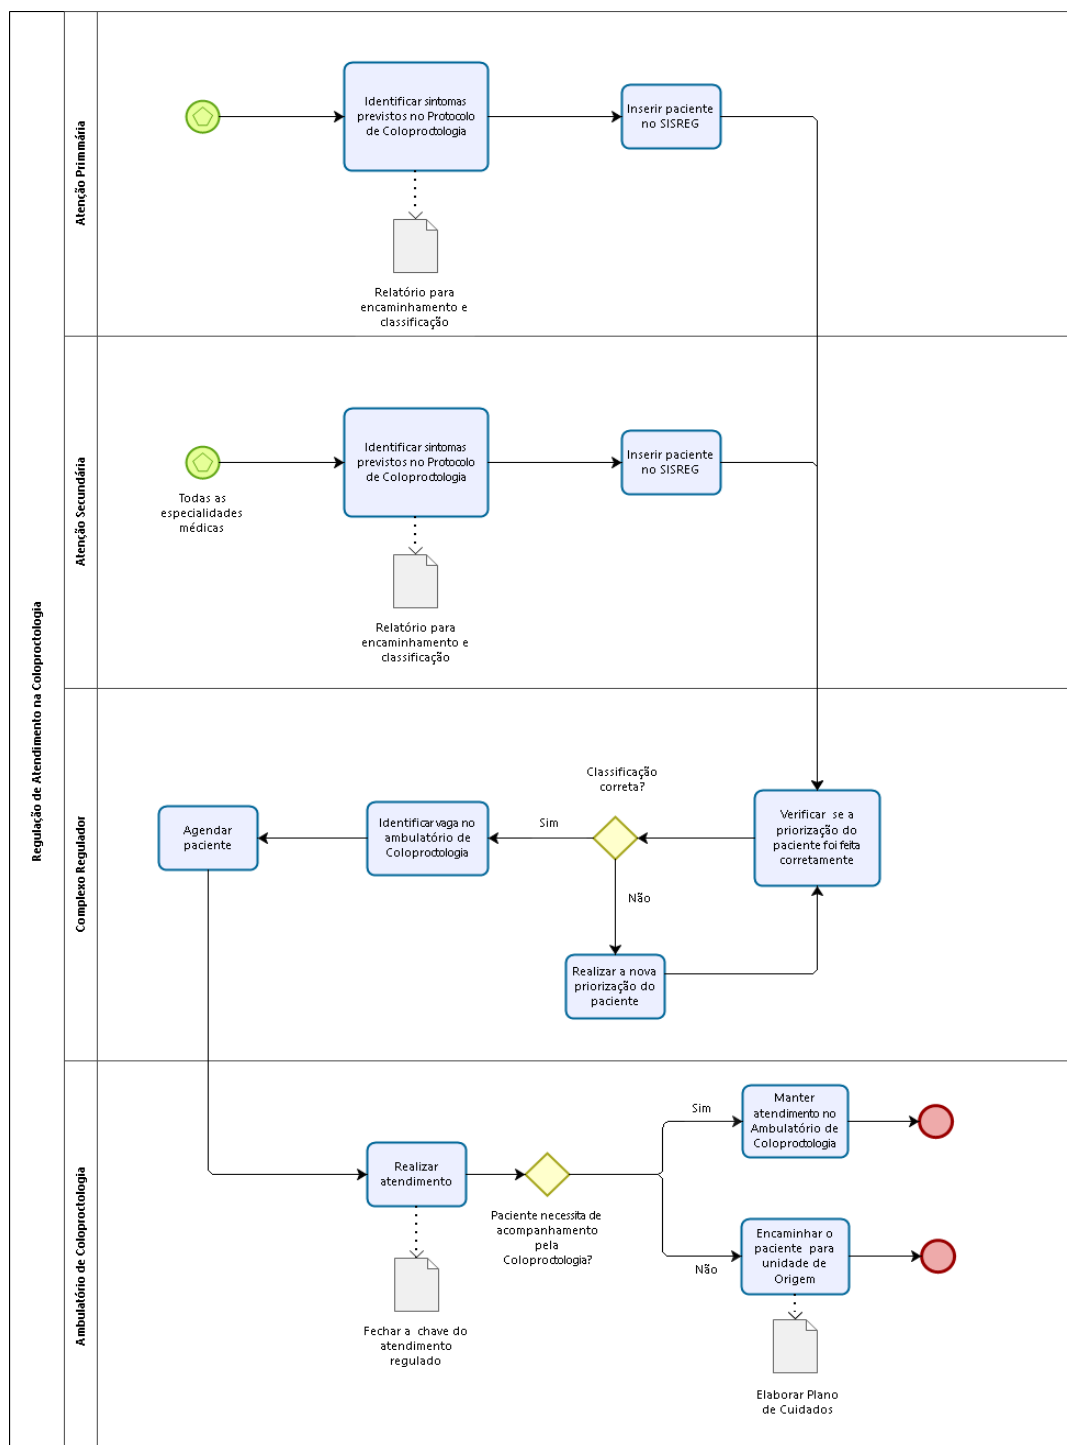 Regulação de Atendimento na Coloproctologia
Atenção Primmária
Identificar sintomas
previstos no Protocolo
de Coloproctologia
Inserir paciente
no SISREG
Relatório para
encaminhamento e
classificação
Atenção Secundária
Todas as
especialidades
médicas
Identificar sintomas
previstos no Protocolo
de Coloproctologia
Inserir paciente
no SISREG
Relatório para
encaminhamento e
classificação
Complexo Regulador
Agendar
paciente
Identificar vaga no
ambulatório de
Coloproctologia
Sim
Classificação
correta?
Não
Verificar se a
priorização do
paciente foi feita
corretamente
Realizar a nova
priorização do
paciente
Ambulatório de Coloproctologia
Realizar
atendimento
Fechar a chave do
atendimento
regulado
Paciente necessita de
acompanhamento
pela
Coloproctologia?
Sim
Manter
atendimento no
Ambulatório de
Coloproctologia
Não
Encaminhar o
paciente para
unidade de
Origem
Elaborar Plano
de Cuidados